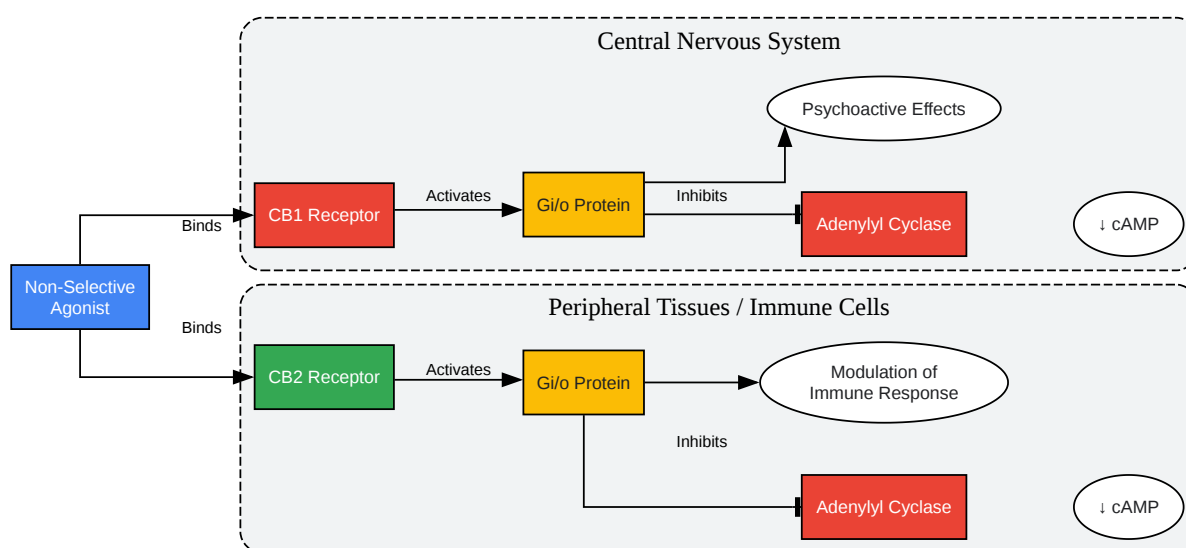 Central Nervous System
Psychoactive Effects
Activates
Inhibits
CB1 Receptor
Gi/o Protein
Adenylyl Cyclase
↓ cAMP
Binds
Non-Selective
Agonist
Peripheral Tissues / Immune Cells
Binds
CB2 Receptor
Activates
Gi/o Protein
Modulation of
Immune Response
Inhibits
Adenylyl Cyclase
↓ cAMP